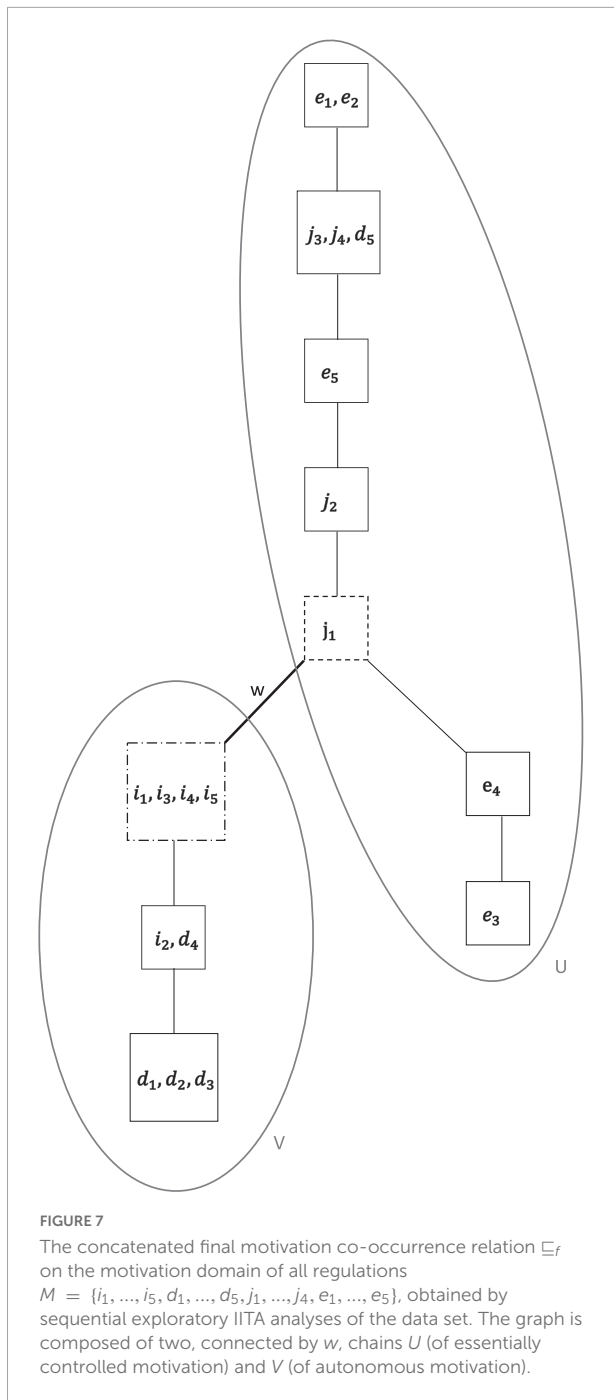 e₁, e₂
j₃, j₄, d₅
e₅
j₂
j₁
w
i₁, i₃, i₄, i₅
e₄
i₂, d₄
e₃
U
d₁, d₂, d₃
V
FIGURE 7
The concatenated final motivation co-occurrence relation ⊑f
on the motivation domain of all regulations
M = {i₁, ..., i₅, d₁, ..., d₅, j₁, ..., j₄, e₁, ..., e₅}, obtained by
sequential exploratory IITA analyses of the data set. The graph is
composed of two, connected by w, chains U (of essentially
controlled motivation) and V (of autonomous motivation).